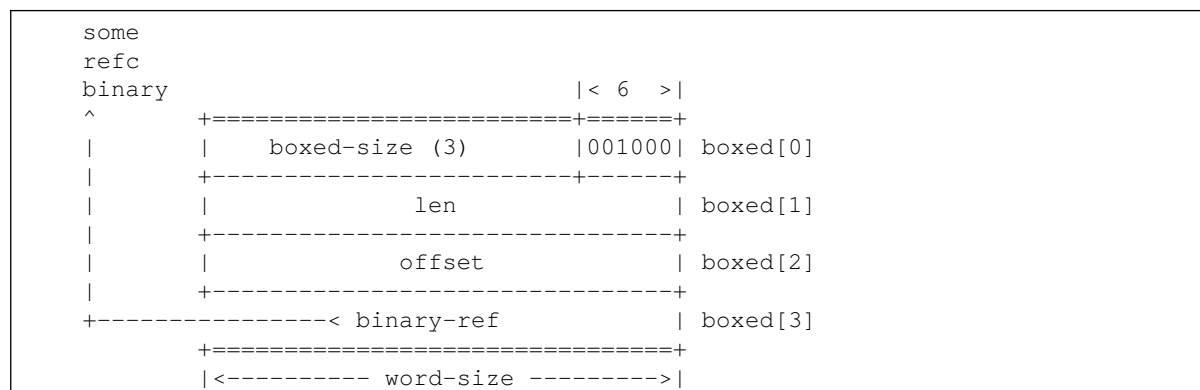 some
refc
binary                            |< 6  >|
^       +=========================+======+
|       |    boxed-size (3)       |001000| boxed[0]
|       +-------------------------+------+
|       |              len               | boxed[1]
|       +--------------------------------+
|       |             offset             | boxed[2]
|       +--------------------------------+
+----------------< binary-ref            | boxed[3]
        +================================+
        |<---------- word-size --------->|